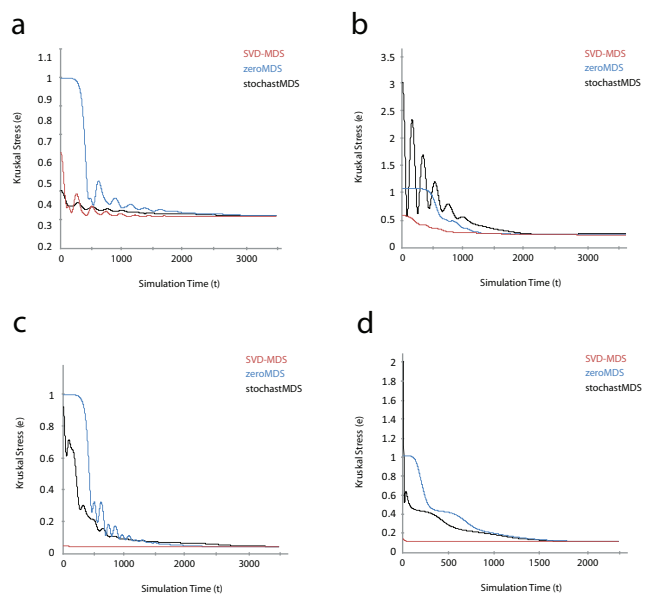 a
SVD-MDS
zeroMDS
stochastMDS
Kruskal Stress (e)
1.1
1
0.9
0.8
0.7
0.6
0.5
0.4
0.3
0.2
0
1000
2000
3000
Simulation Time (t)
b
SVD-MDS
zeroMDS
stochastMDS
Kruskal Stress (e)
3.5
3
2.5
2
1.5
1
0.5
0
0
1000
2000
3000
Simulation Time (t)
c
SVD-MDS
zeroMDS
stochastMDS
Kruskal Stress (e)
1
0.8
0.6
0.4
0.2
0
0
1000
2000
3000
Simulation Time (t)
d
SVD-MDS
zeroMDS
stochastMDS
Kruskal Stress (e)
2
1.8
1.6
1.4
1.2
1
0.8
0.6
0.4
0.2
0
0
500
1000
1500
2000
Simulation Time (t)